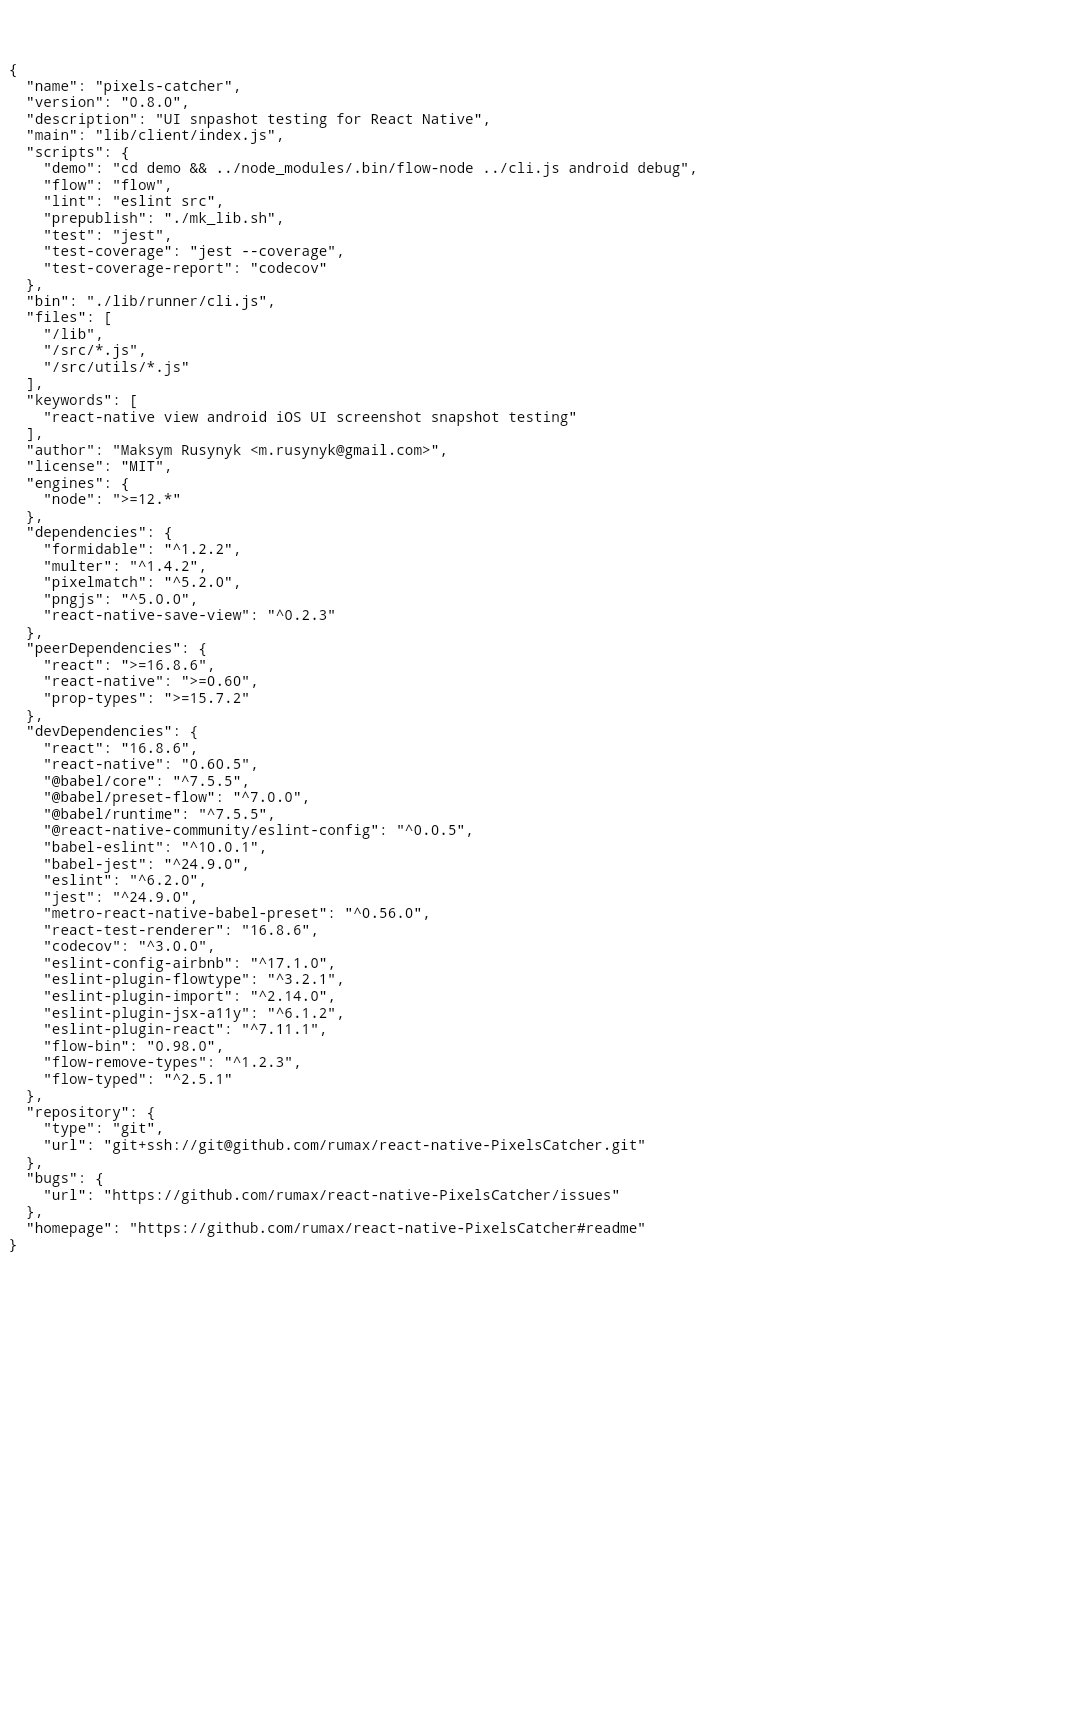 {
  "name": "pixels-catcher",
  "version": "0.8.0",
  "description": "UI snpashot testing for React Native",
  "main": "lib/client/index.js",
  "scripts": {
    "demo": "cd demo && ../node_modules/.bin/flow-node ../cli.js android debug",
    "flow": "flow",
    "lint": "eslint src",
    "prepublish": "./mk_lib.sh",
    "test": "jest",
    "test-coverage": "jest --coverage",
    "test-coverage-report": "codecov"
  },
  "bin": "./lib/runner/cli.js",
  "files": [
    "/lib",
    "/src/*.js",
    "/src/utils/*.js"
  ],
  "keywords": [
    "react-native view android iOS UI screenshot snapshot testing"
  ],
  "author": "Maksym Rusynyk <m.rusynyk@gmail.com>",
  "license": "MIT",
  "engines": {
    "node": ">=12.*"
  },
  "dependencies": {
    "formidable": "^1.2.2",
    "multer": "^1.4.2",
    "pixelmatch": "^5.2.0",
    "pngjs": "^5.0.0",
    "react-native-save-view": "^0.2.3"
  },
  "peerDependencies": {
    "react": ">=16.8.6",
    "react-native": ">=0.60",
    "prop-types": ">=15.7.2"
  },
  "devDependencies": {
    "react": "16.8.6",
    "react-native": "0.60.5",
    "@babel/core": "^7.5.5",
    "@babel/preset-flow": "^7.0.0",
    "@babel/runtime": "^7.5.5",
    "@react-native-community/eslint-config": "^0.0.5",
    "babel-eslint": "^10.0.1",
    "babel-jest": "^24.9.0",
    "eslint": "^6.2.0",
    "jest": "^24.9.0",
    "metro-react-native-babel-preset": "^0.56.0",
    "react-test-renderer": "16.8.6",
    "codecov": "^3.0.0",
    "eslint-config-airbnb": "^17.1.0",
    "eslint-plugin-flowtype": "^3.2.1",
    "eslint-plugin-import": "^2.14.0",
    "eslint-plugin-jsx-a11y": "^6.1.2",
    "eslint-plugin-react": "^7.11.1",
    "flow-bin": "0.98.0",
    "flow-remove-types": "^1.2.3",
    "flow-typed": "^2.5.1"
  },
  "repository": {
    "type": "git",
    "url": "git+ssh://git@github.com/rumax/react-native-PixelsCatcher.git"
  },
  "bugs": {
    "url": "https://github.com/rumax/react-native-PixelsCatcher/issues"
  },
  "homepage": "https://github.com/rumax/react-native-PixelsCatcher#readme"
}